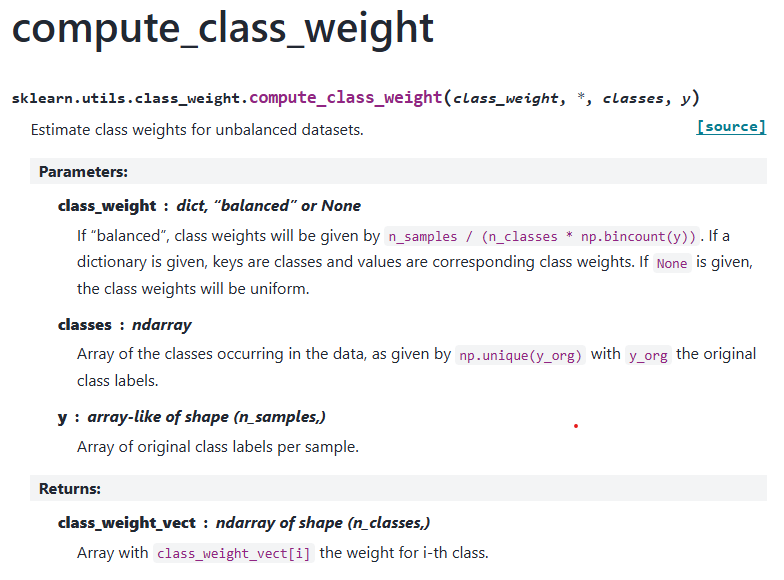 compute_class_weight
sklearn.utils.class_weight.compute_class_weight(class_weight, *, classes, y)
Estimate class weights for unbalanced datasets.
[source]
Parameters:
class_weight : dict, “balanced” or None
If “balanced”, class weights will be given by n_samples / (n_classes * np.bincount(y)). If a
dictionary is given, keys are classes and values are corresponding class weights. If None is given,
the class weights will be uniform.
classes : ndarray
Array of the classes occurring in the data, as given by np.unique(y_org) with y_org the original
class labels.
y : array-like of shape (n_samples,)
Array of original class labels per sample.
Returns:
class_weight_vect : ndarray of shape (n_classes,)
Array with class_weight_vect[i] the weight for i-th class.